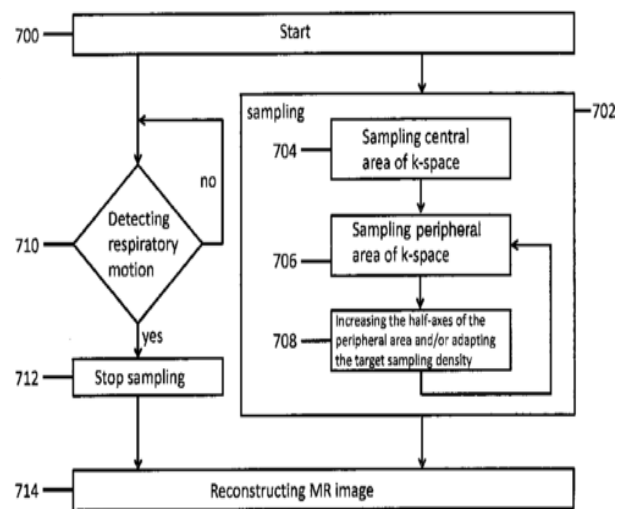 700
Start
sampling
702
704
Sampling central
area of k-space
no
710
Detecting
respiratory
motion
706
Sampling peripheral
area of k-space
yes
708
Increasing the half-axes of the
peripheral area and/or adapting
the target sampling density
712
Stop sampling
714
Reconstructing MR image